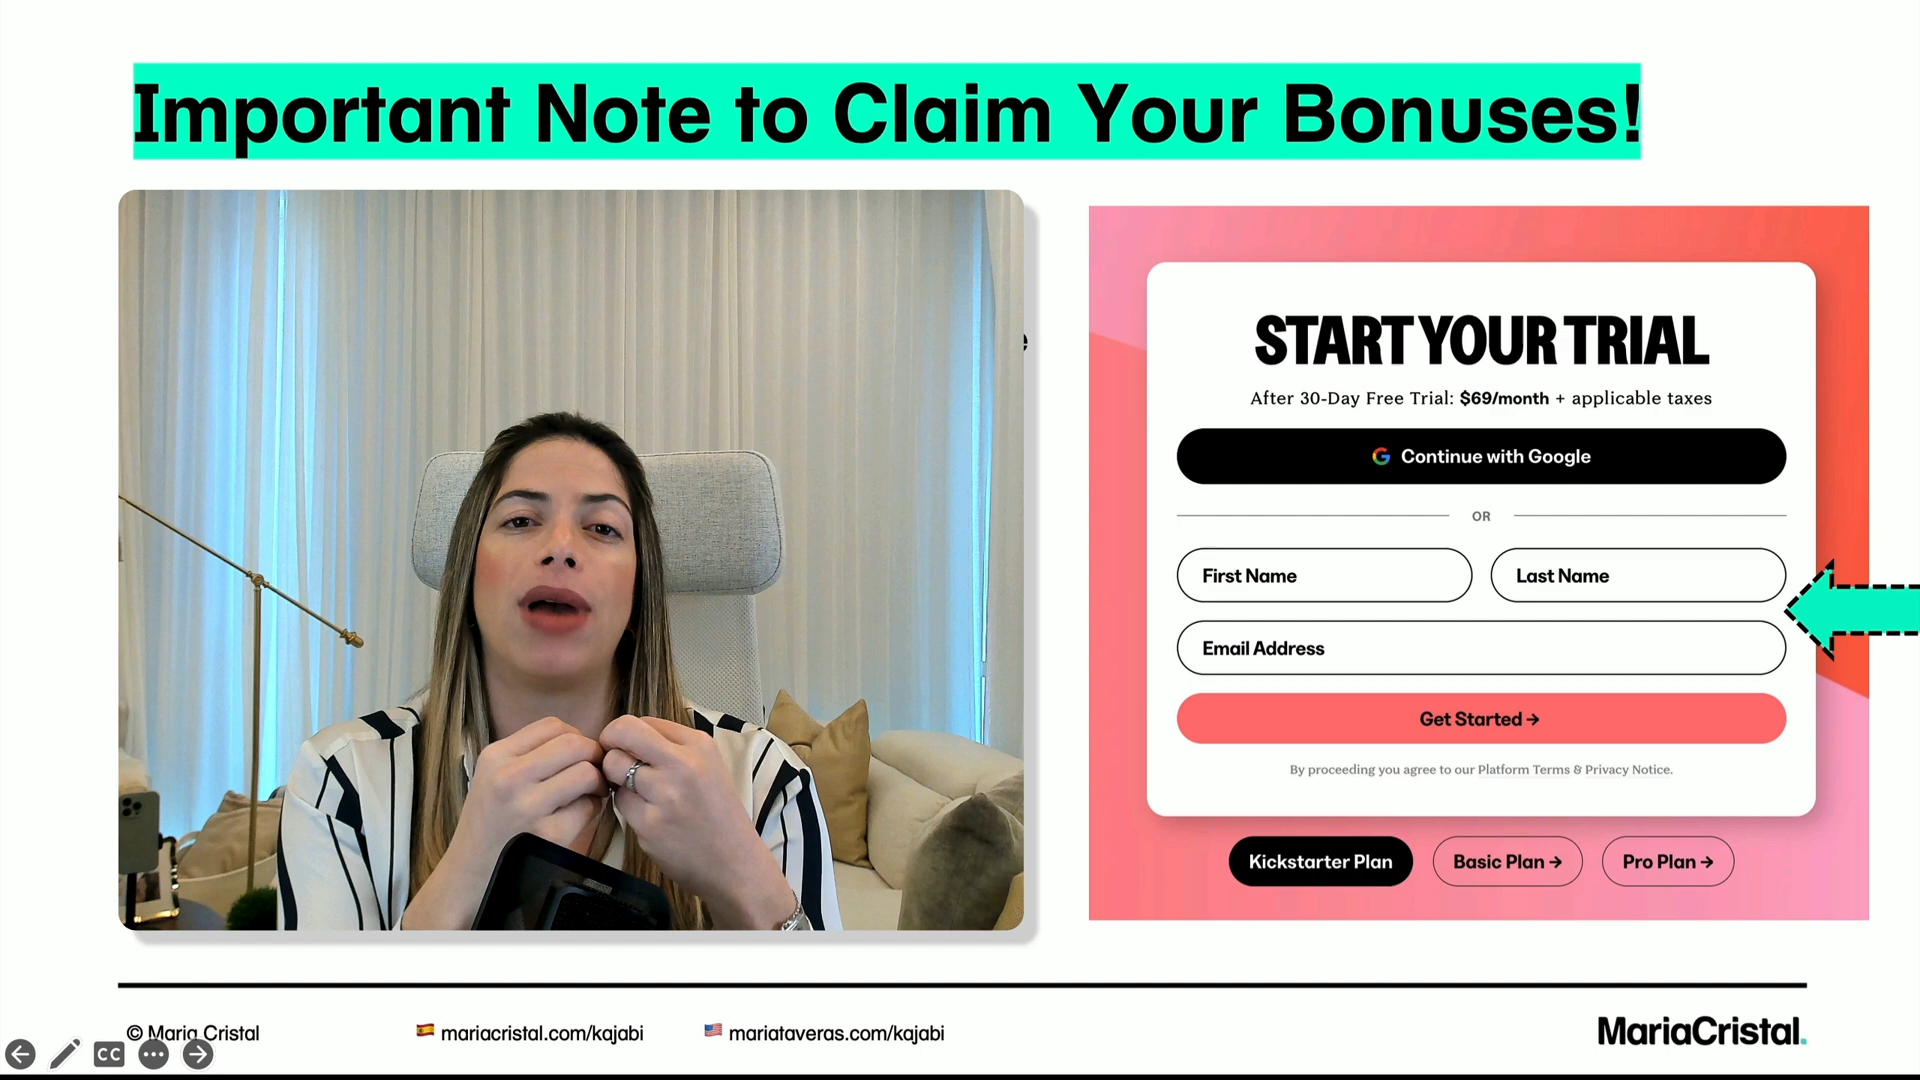 Important Note to Claim Your Bonuses!
e
START YOUR TRIAL
After 30-Day Free Trial: $69/month + applicable taxes
Continue with Google
OR
First Name
Last Name
Email Address
Get Started →
By proceeding you agree to our Platform Terms & Privacy Notice.
Kickstarter Plan
Basic Plan →
Pro Plan →
© Maria Cristal
mariacristal.com/kajabi
mariataveras.com/kajabi
MariaCristal.
CC